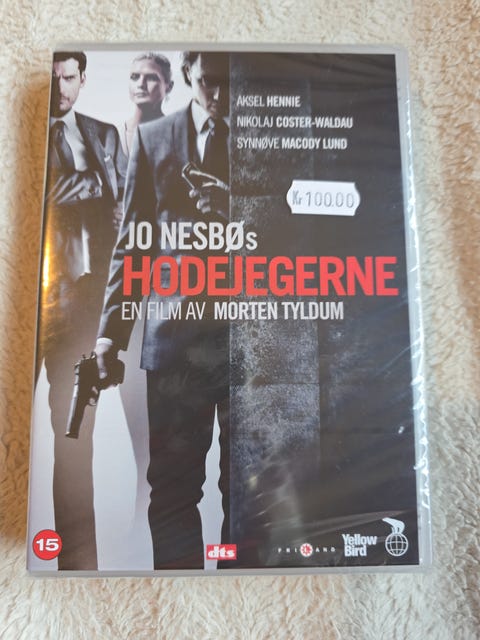 AKSEL HENNIE
NIKOLAJ COSTER-WALDAU
SYNNØVE MACODY LUND
Kr 100.00
JO NESBØs
HODEJEGERNE
EN FILM AV MORTEN TYLDUM
15
dts
FRILAND
Yellow
Bird